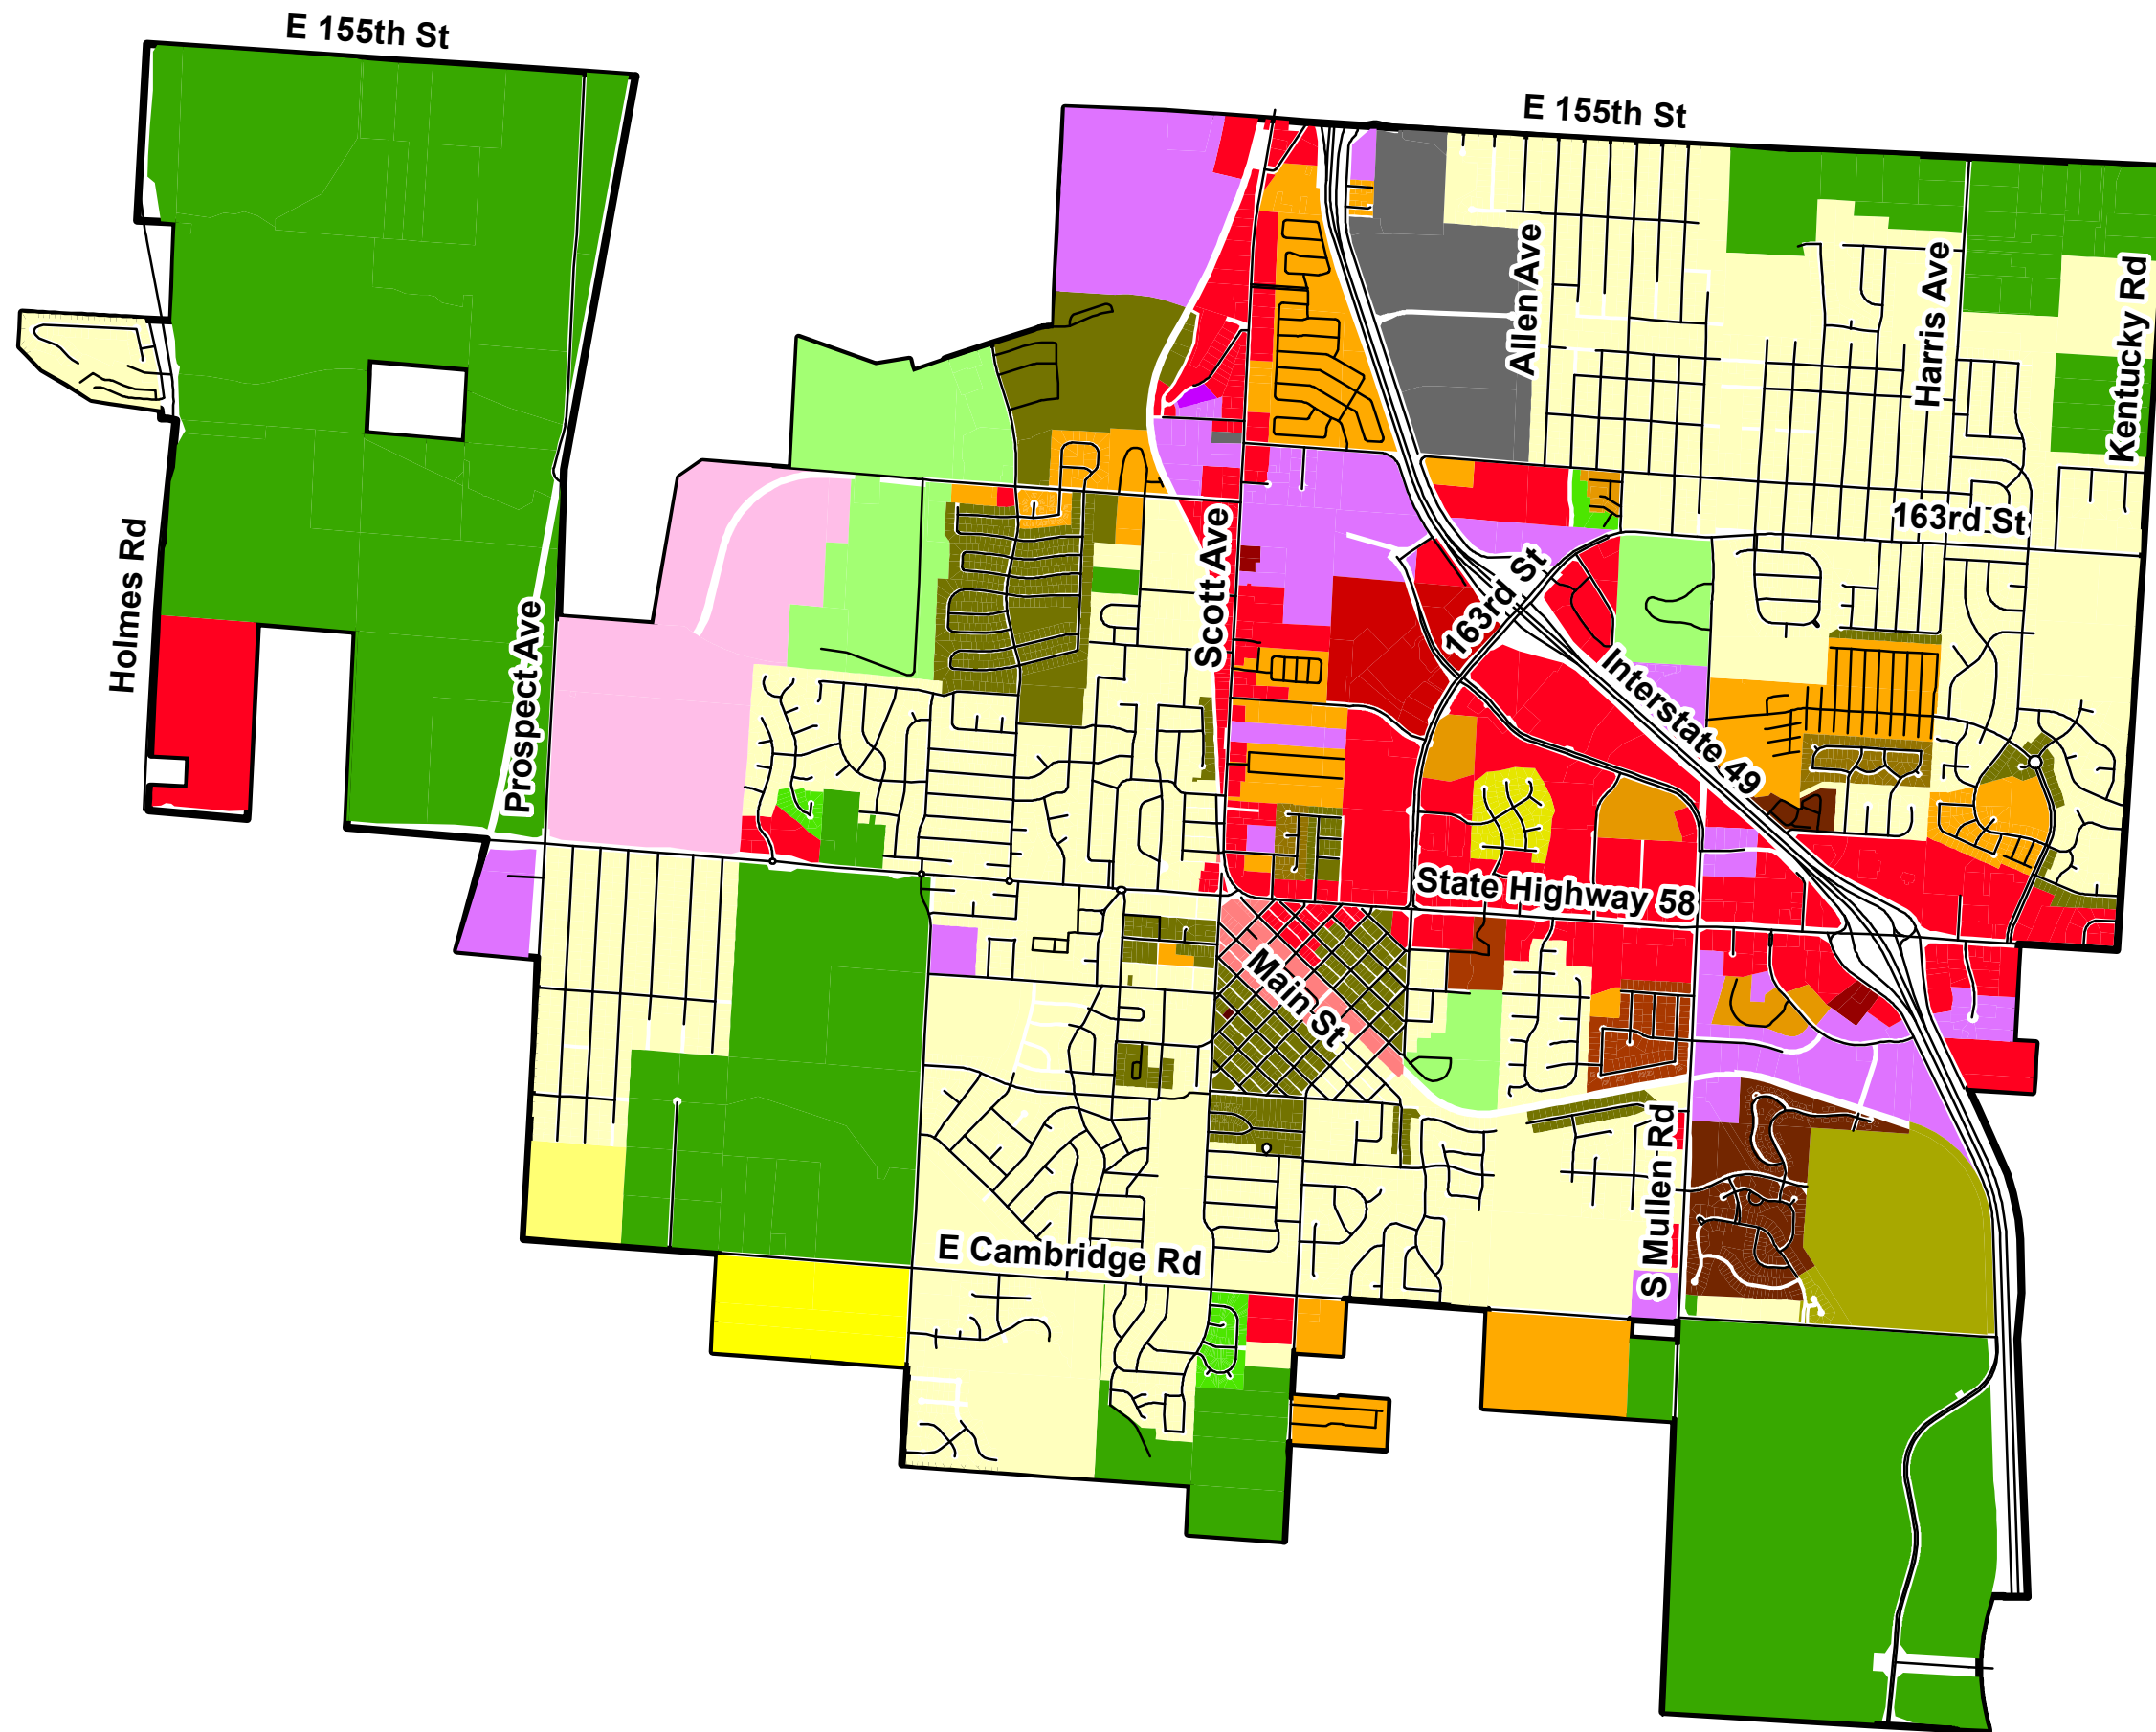 E 155th St
E 155th St
Allen Ave
Harris Ave
Kentucky Rd
163rd St
Holmes Rd
Prospect Ave
Scott Ave
163rd St
Interstate 49
State Highway 58
Main St
S Mullen Rd
E Cambridge Rd